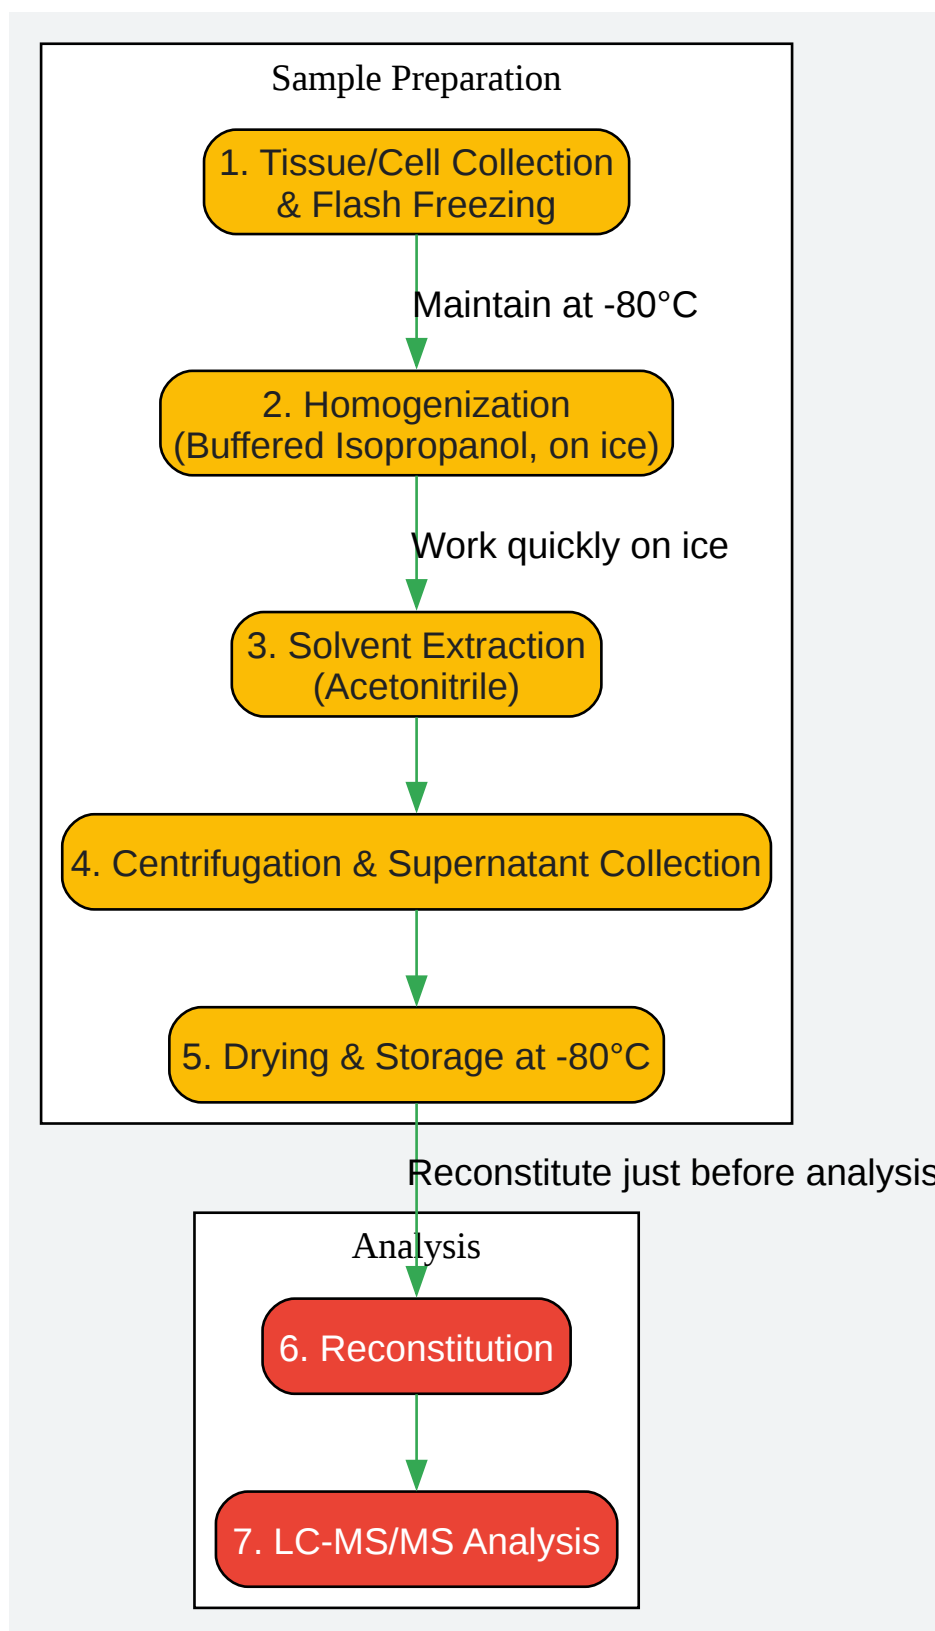 Sample Preparation
1. Tissue/Cell Collection
& Flash Freezing
Maintain at -80°C
2. Homogenization
(Buffered Isopropanol, on ice)
Work quickly on ice
3. Solvent Extraction
(Acetonitrile)
4. Centrifugation & Supernatant Collection
5. Drying & Storage at -80°C
Reconstitute just before analysis
Analysis
6. Reconstitution
7. LC-MS/MS Analysis